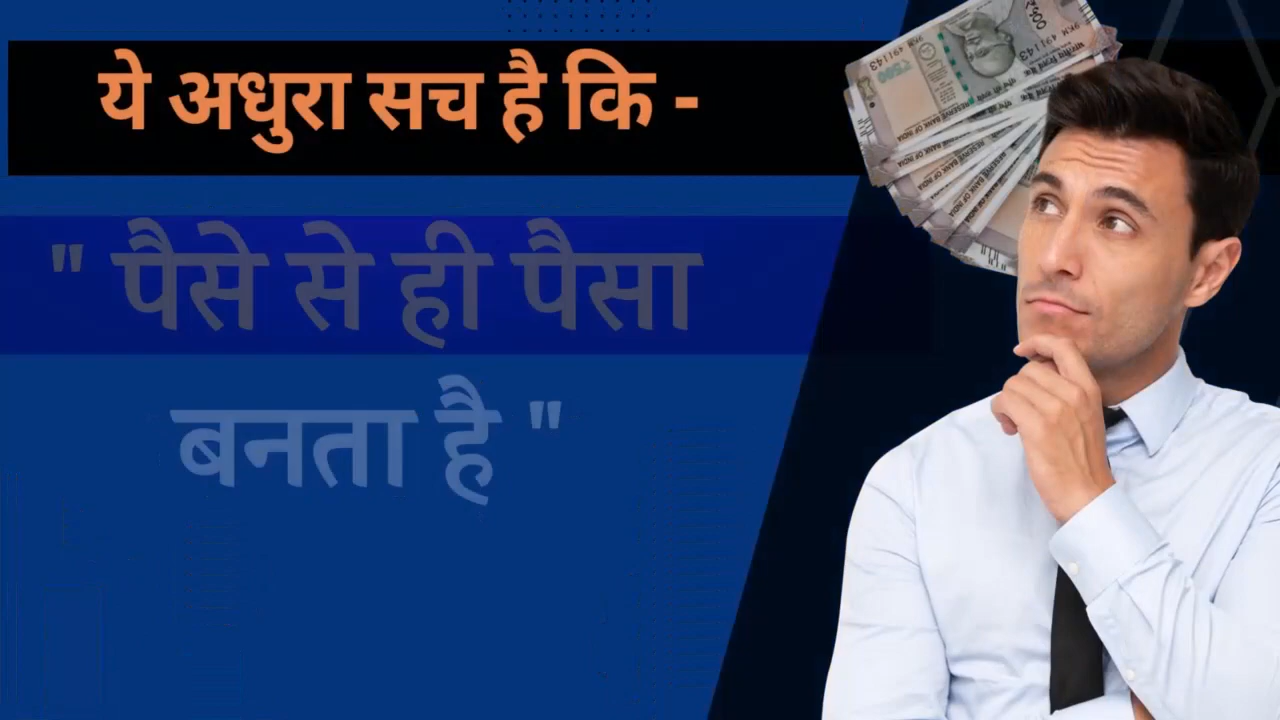 ये अधुरा सच है कि -
" पैसे से ही पैसा
बनता है "